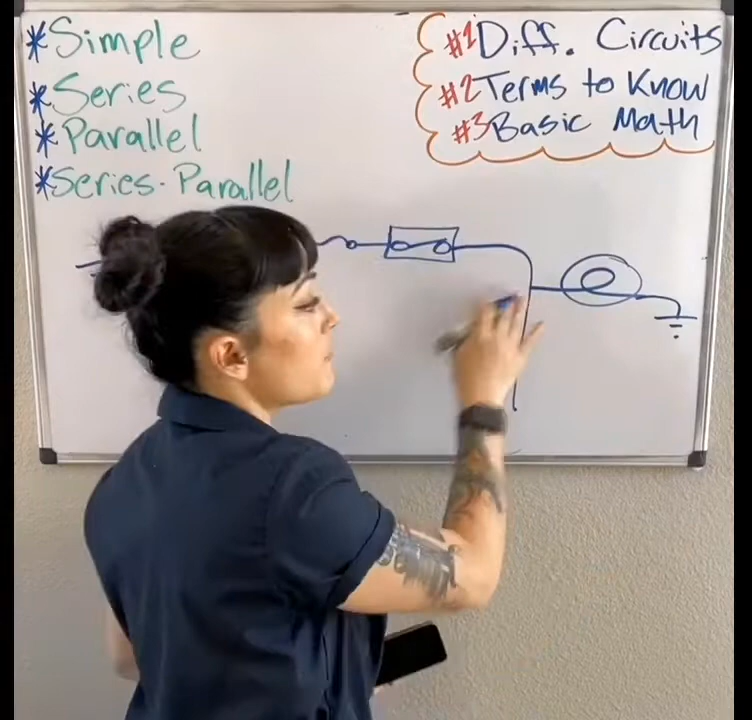 *Simple
*Series
*Parallel
*Series-Parallel
#1 Diff. Circuits
#2 Terms to Know
#3 Basic Math